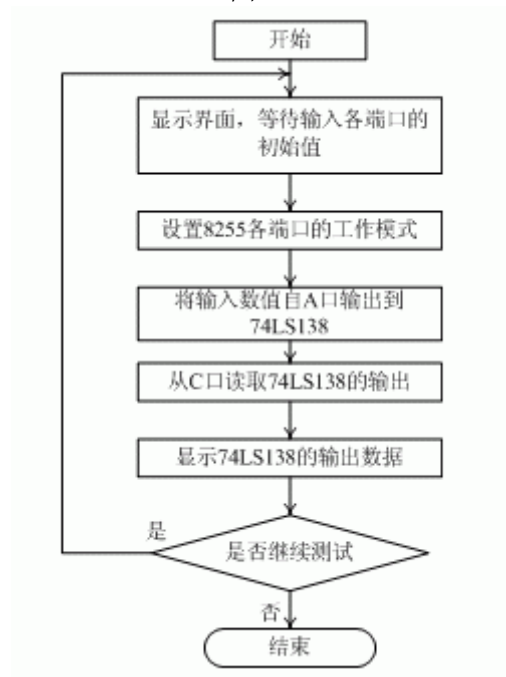 开始
显示界面，等待输入各端口的
初始值
设置8255各端口的工作模式
将输入数值自A口输出到
74LS138
从C口读取74LS138的输出
显示74LS138的输出数据
是
是否继续测试
否
结束